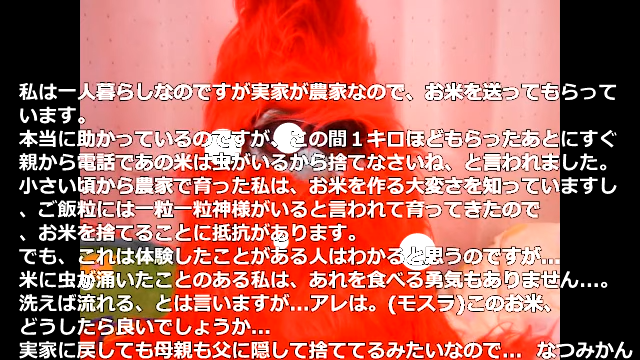 私は一人暮らしなのですが実家が農家なので、お米を送ってもらって
います。
本当に助かっているのですが、この間１キロほどもらったあとにすぐ
親から電話であの米は虫がいるから捨てなさいね、と言われました。
小さい頃から農家で育った私は、お米を作る大変さを知っていますし
、ご飯粒には一粒一粒神様がいると言われて育ってきたので
、お米を捨てることに抵抗があります。
でも、これは体験したことがある人はわかると思うのですが…
米に虫が湧いたことのある私は、あれを食べる勇気もありません…。
洗えば流れる、とは言いますが…アレは。(モスラ)このお米、
どうしたら良いでしょうか…
実家に戻しても母親も父に隠して捨ててるみたいなので…  なつみかん